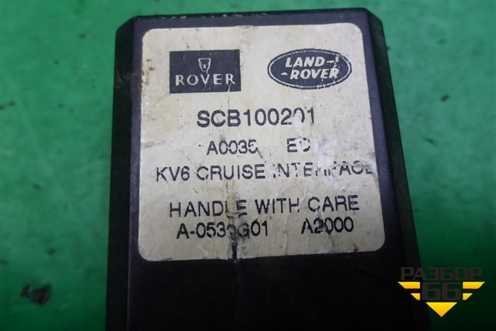 ROVER LAND-ROVER
SCB100201
A0035
KV6 CRUISE INTERFACE
HANDLE WITH CARE
A2000
РАЗБОР
66